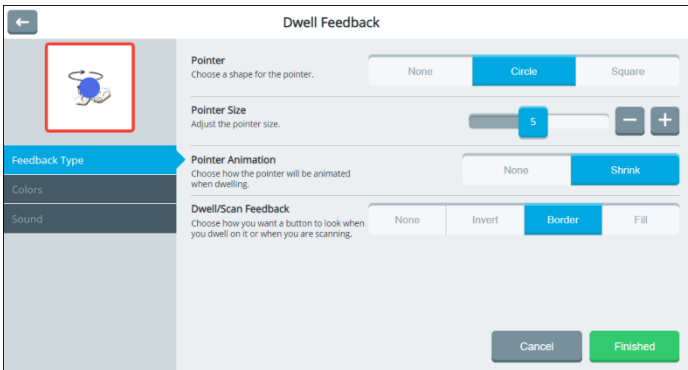 Dwell Feedback
Feedback Type
Colors
Sound
Pointer
Choose a shape for the pointer.
None Circle Square
Pointer Size
Adjust the pointer size.
5
Pointer Animation
Choose how the pointer will be animated
when dwelling.
None Shrink
Dwell/Scan Feedback
Choose how you want a button to look when
you dwell on it or when you are scanning.
None Invert Border Fill
Cancel Finished